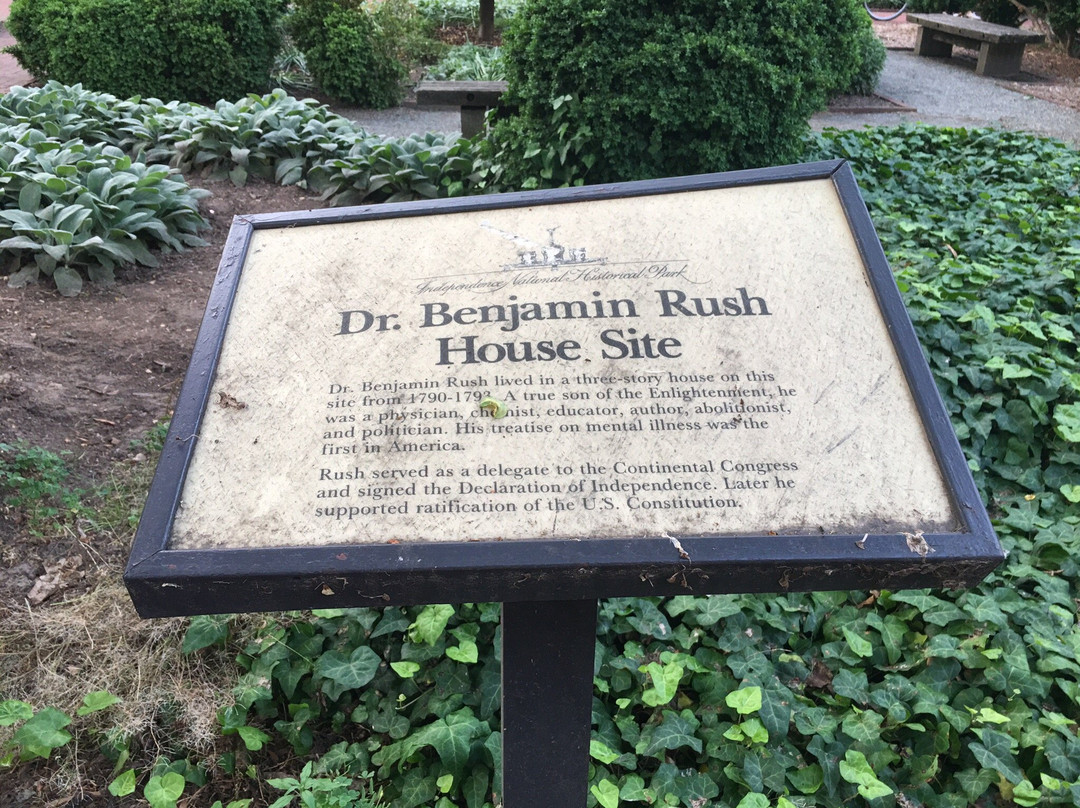 Independence National Historical Park
Dr. Benjamin Rush
House Site
Dr. Benjamin Rush lived in a three-story house on this
site from 1790-179 . A true son of the Enlightenment, he
was a physician, chemist, educator, author, abolitionist,
and politician. His treatise on mental illness was the
first in America.
Rush served as a delegate to the Continental Congress
and signed the Declaration of Independence. Later he
supported ratification of the U.S. Constitution.